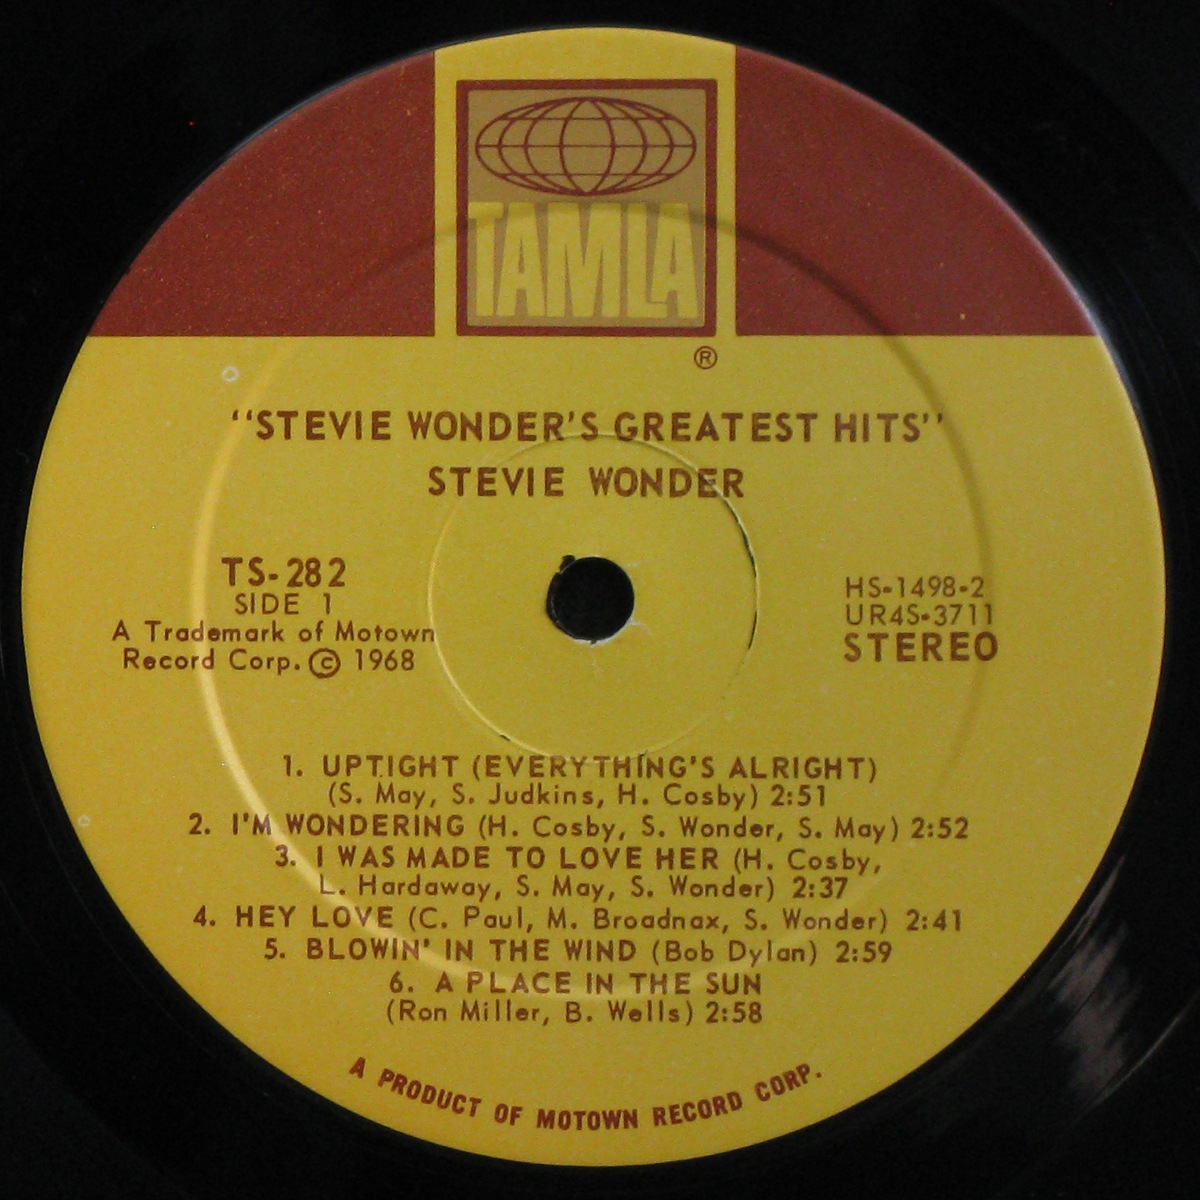 TAMLA
®
"STEVIE WONDER'S GREATEST HITS"
STEVIE WONDER
TS-282
SIDE 1
A Trademark of Motown
Record Corp. © 1968
HS-1498-2
UR4S-3711
STEREO
1. UPTIGHT (EVERYTHING'S ALRIGHT)
(S. May, S. Judkins, H. Cosby) 2:51
2. I'M WONDERING (H. Cosby, S. Wonder, S. May) 2:52
3. I WAS MADE TO LOVE HER (H. Cosby,
L. Hardaway, S. May, S. Wonder) 2:37
4. HEY LOVE (C. Paul, M. Broadnax, S. Wonder) 2:41
5. BLOWIN' IN THE WIND (Bob Dylan) 2:59
6. A PLACE IN THE SUN
(Ron Miller, B. Wells) 2:58
A PRODUCT OF MOTOWN RECORD CORP.